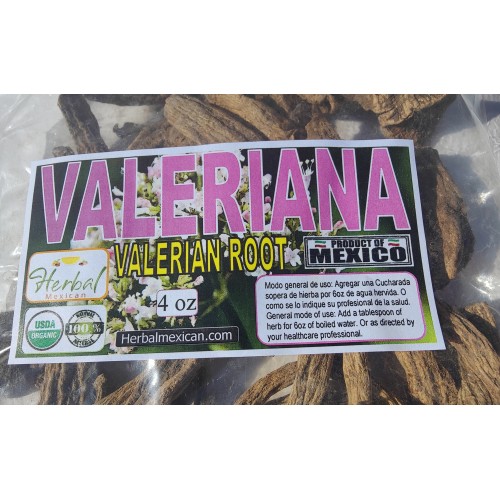 VALERIANA
VALERIAN ROOT
PRODUCT OF
MEXICO
Herbal
Mexican
4 oz
USDA
ORGANIC
100 %
NATURAL
Herbalmexican.com
Modo general de uso: Agregar una Cucharada
sopera de hierba por 6oz de agua hervida. O
como se lo indique su profesional de la salud.
General mode of use: Add a tablespoon of
herb for 6oz of boiled water. Or as directed by
your healthcare professional.